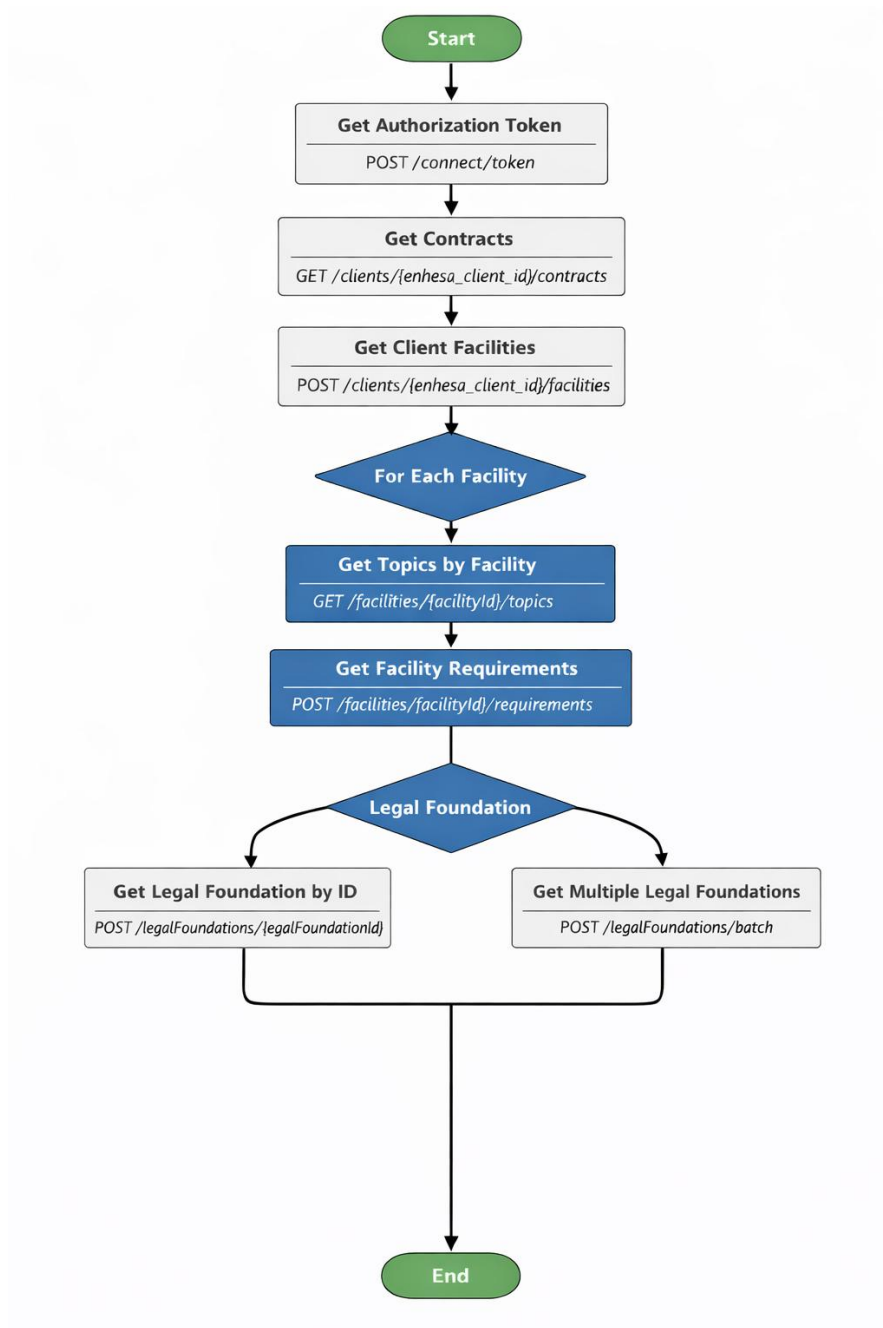 Start
Get Authorization Token
POST /connect/token
Get Contracts
GET /clients/{enhesa_client_id)/contracts
Get Client Facilities
POST /clients/{enhesa_client_id}/facilities
For Each Facility
Get Topics by Facility
GET /facilities/{facilityId}/topics
Get Facility Requirements
POST /facilities/facilityId}/requirements
Legal Foundation
Get Legal Foundation by ID
POST /legalFoundations/{legalFoundationId}
Get Multiple Legal Foundations
POST /legalFoundations/batch
End